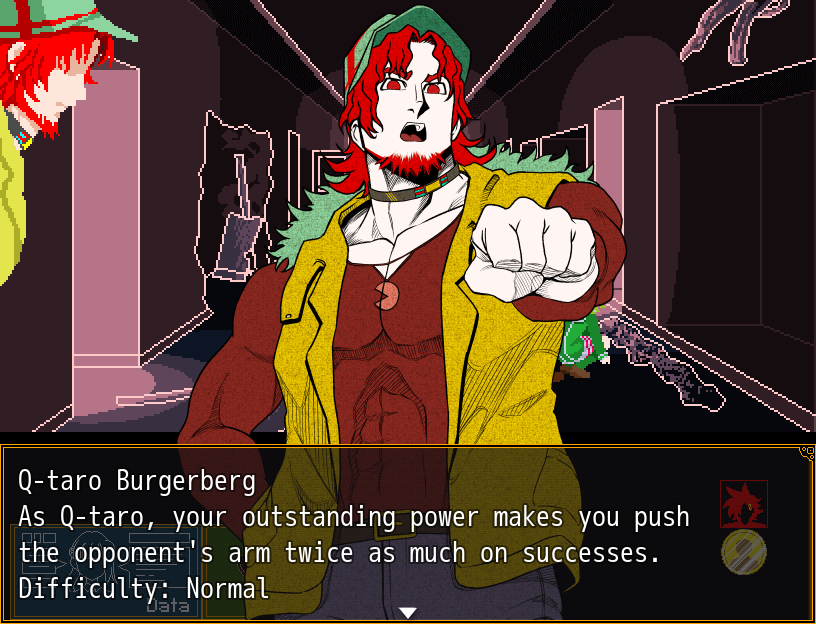 Q-taro Burgerberg
As Q-taro, your outstanding power makes you push
the opponent's arm twice as much on successes.
Difficulty: Normal
Data